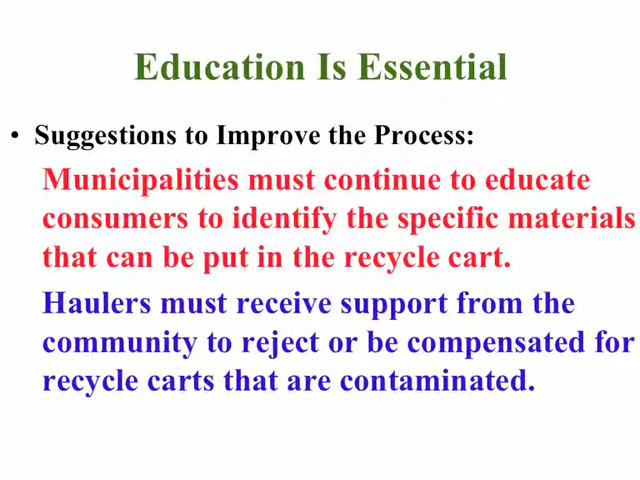 Education Is Essential
• Suggestions to Improve the Process:
Municipalities must continue to educate
consumers to identify the specific materials
that can be put in the recycle cart.
Haulers must receive support from the
community to reject or be compensated for
recycle carts that are contaminated.